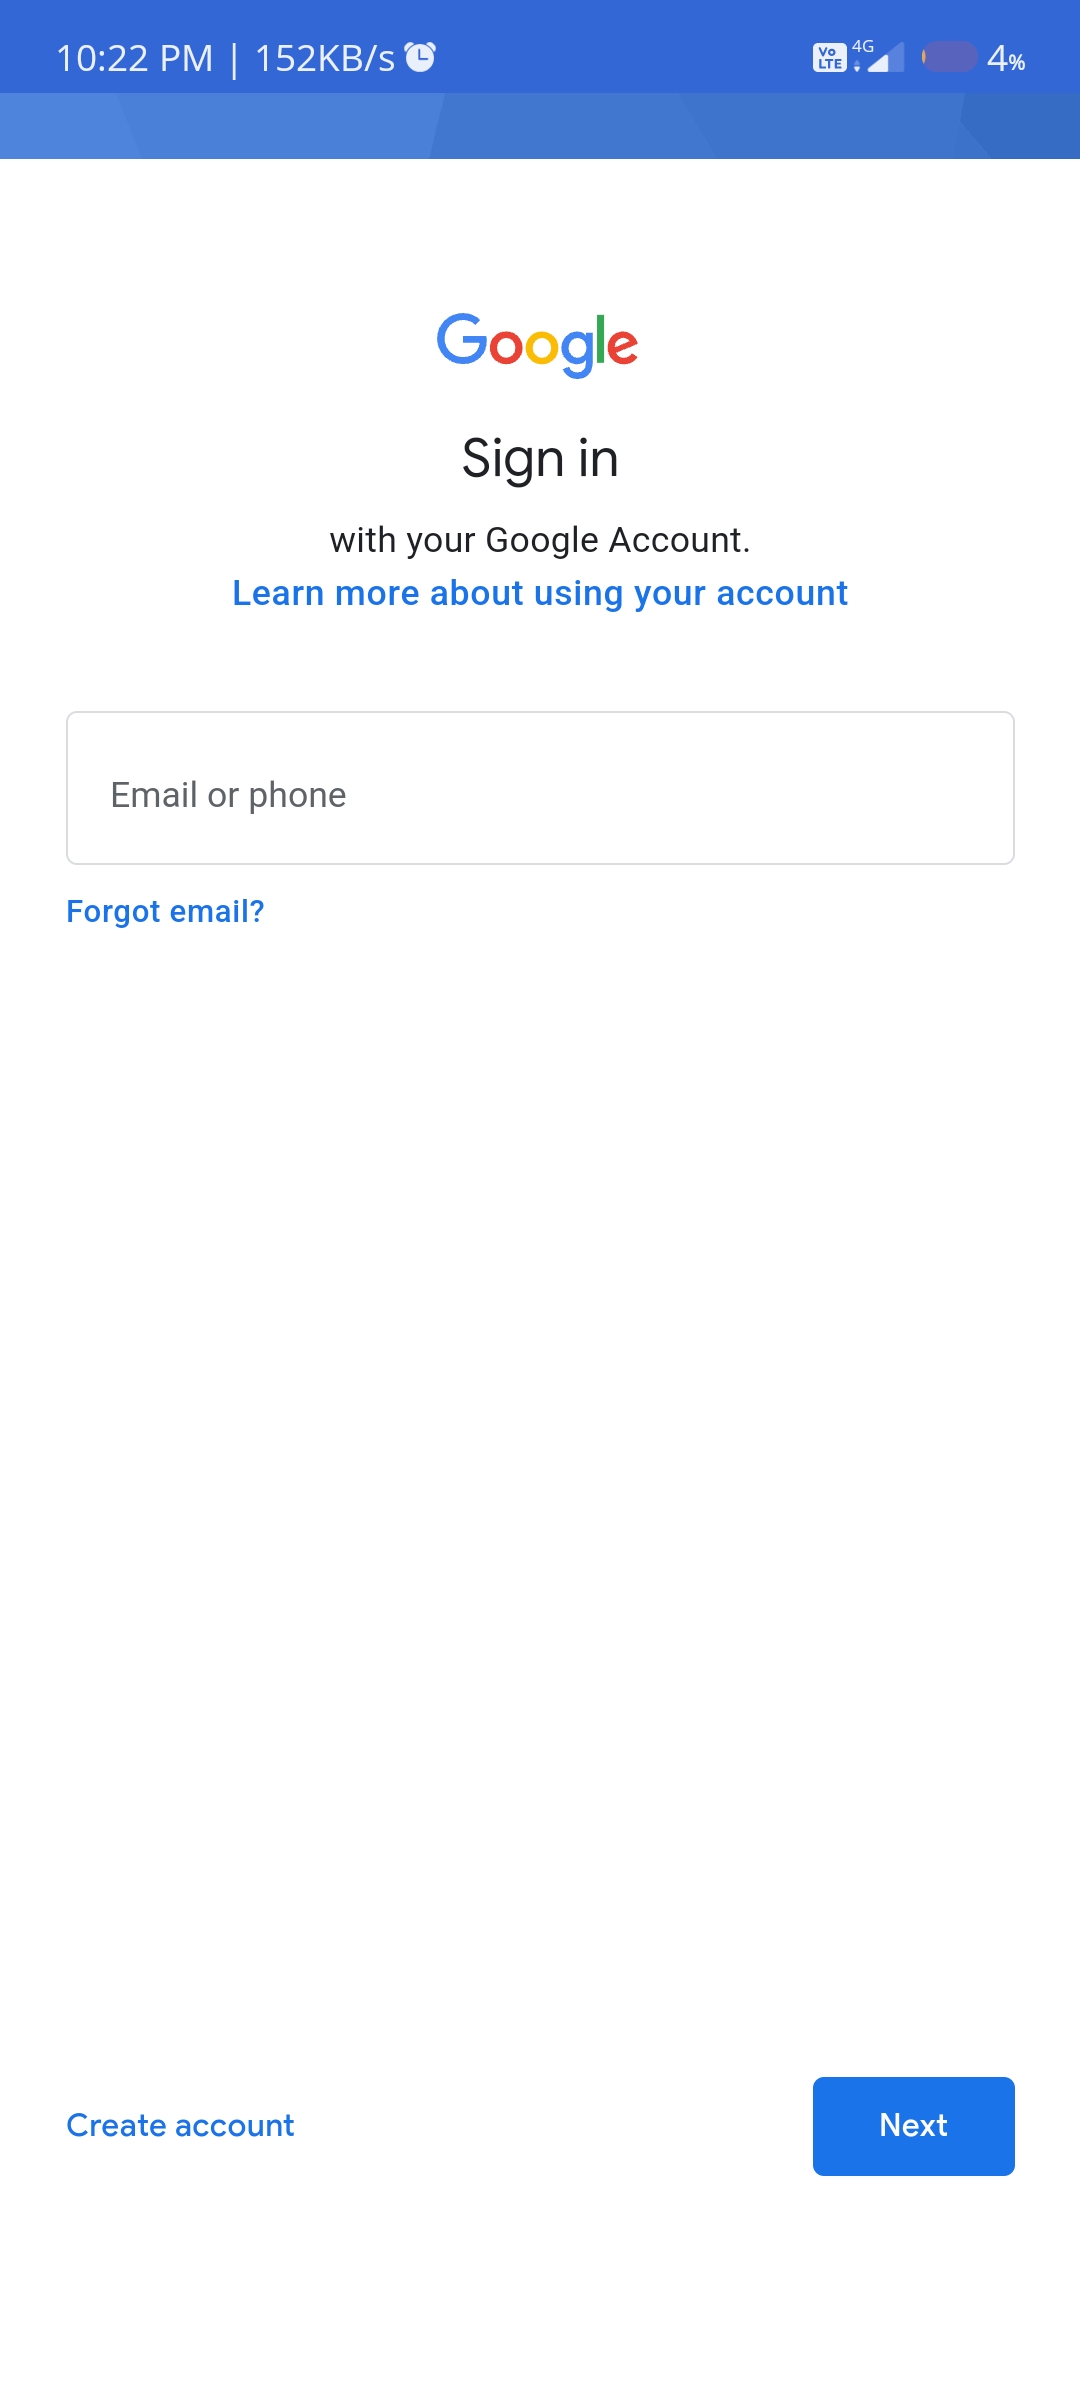 10:22 PM | 152KB/s
Vo LTE 4G 4%
Google
Sign in
with your Google Account.
Learn more about using your account
Email or phone
Forgot email?
Create account
Next